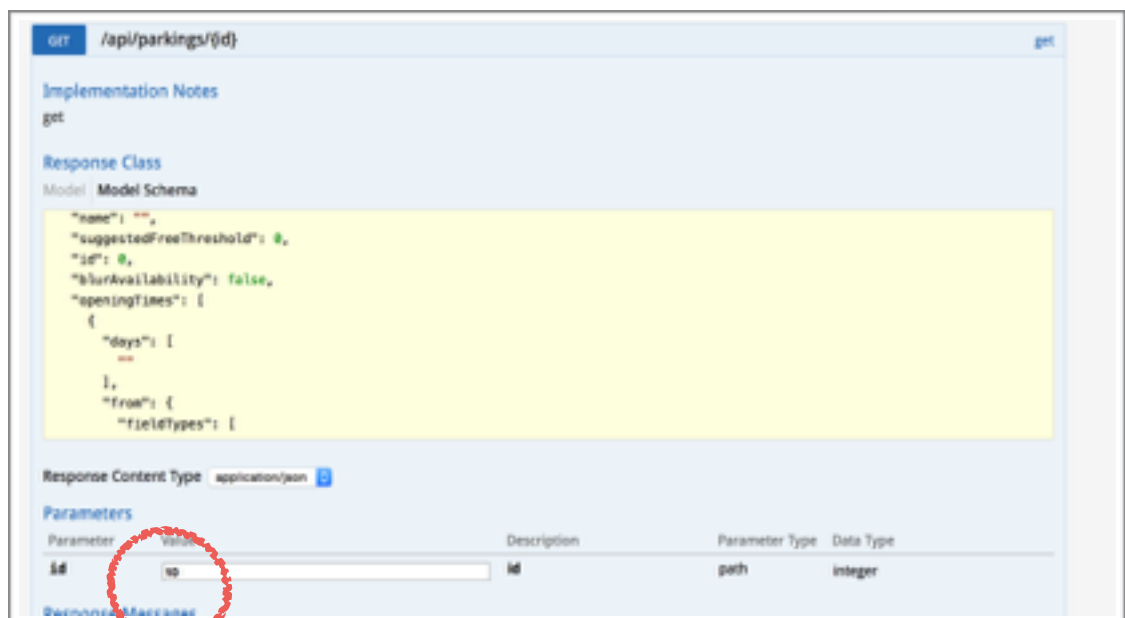 GET /api/parkings/{id} get
Implementation Notes
get
Response Class
Model Model Schema
"name": "",
"suggestedFreeThreshold": 0,
"id": 0,
"blurAvailability": false,
"openingTimes": [
{
"days": [
""
],
"from": {
"fieldTypes": [
Response Content Type application/json
Parameters
Parameter Value Description Parameter Type Data Type
id id path integer
Response Messages